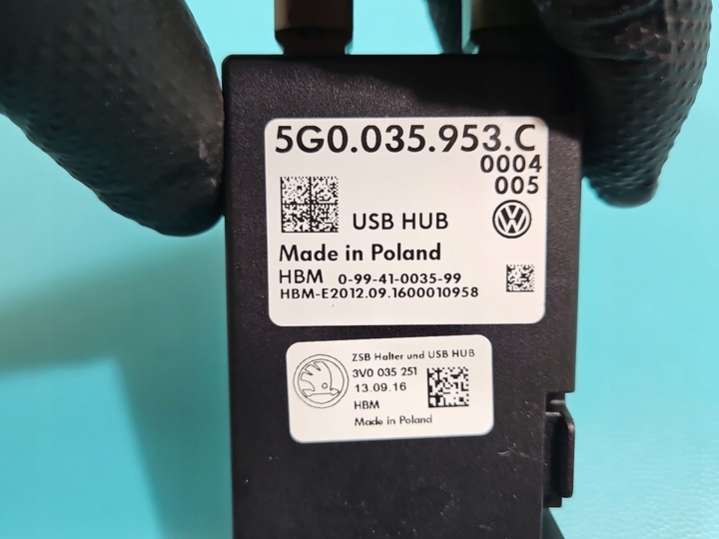 5G0.035.953.C
0004
005
USB HUB
Made in Poland
HBM 0-99-41-0035-99
HBM-E2012.09.1600010958
ZSB Halter und USB HUB
3V0 035 251
13.09.16
HBM
Made in Poland